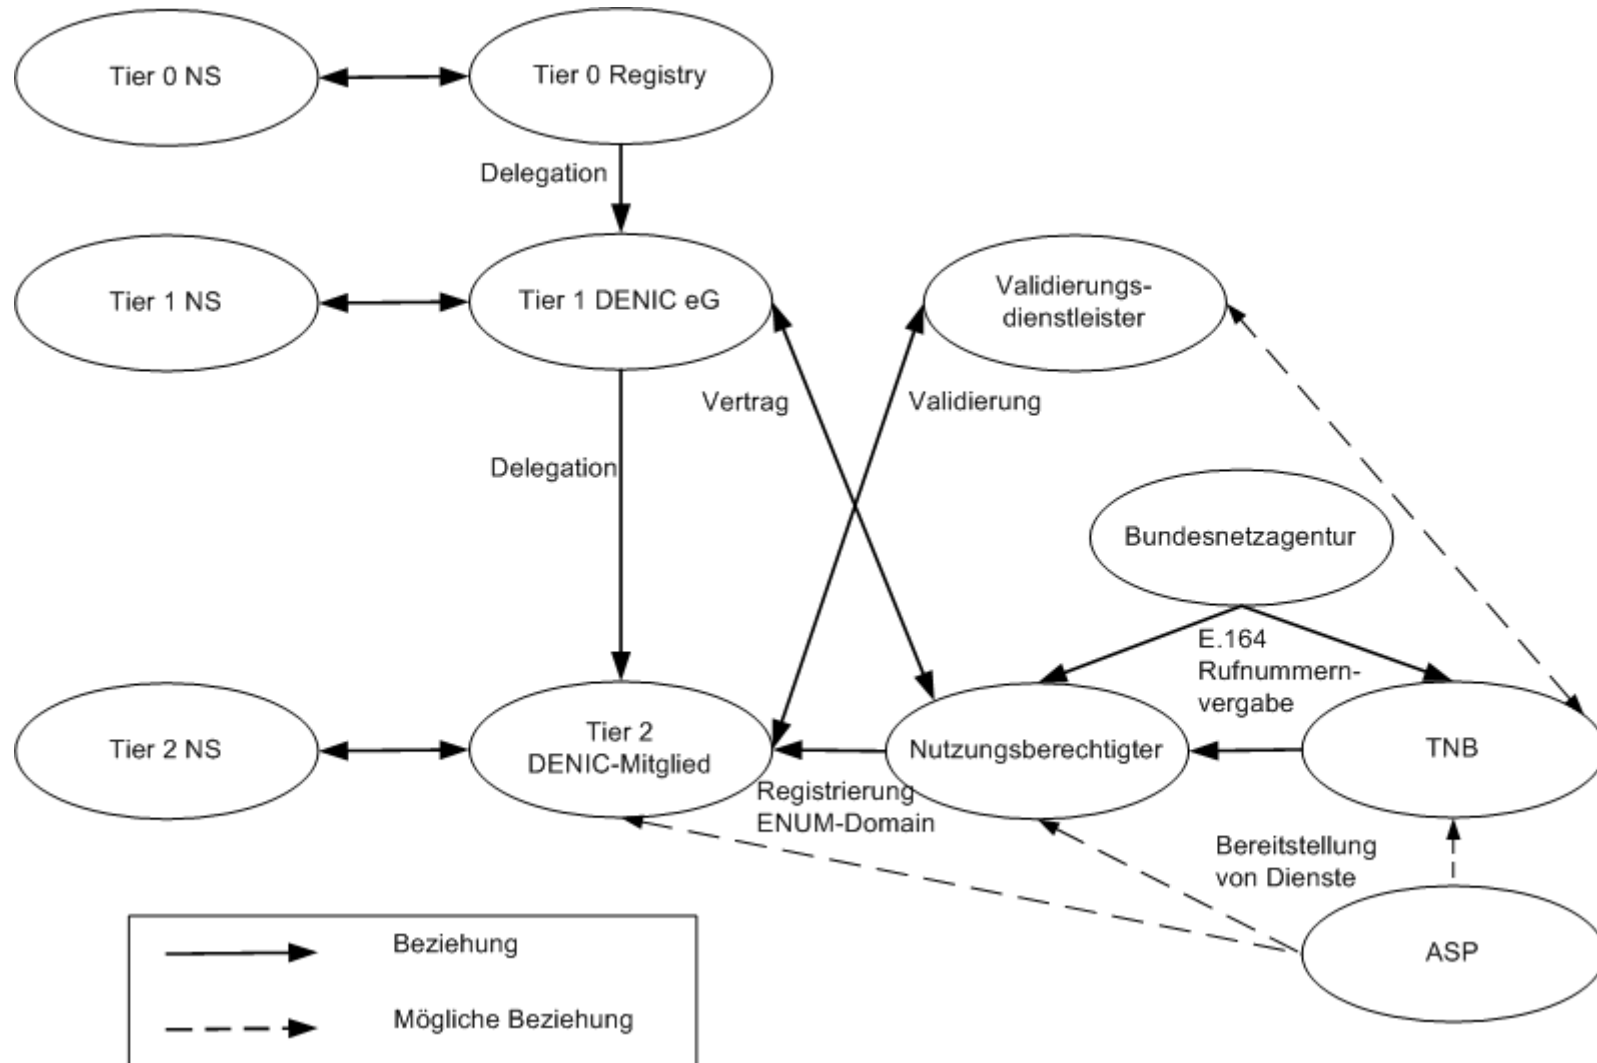 Tier 0 NS
Tier 0 Registry
Delegation
Tier 1 NS
Tier 1 DENIC eG
Validierungs-
dienstleister
Vertrag
Validierung
Delegation
Bundesnetzagentur
E.164
Rufnummern-
vergabe
Tier 2 NS
Tier 2
DENIC-Mitglied
Nutzungsberechtigter
TNB
Registrierung
ENUM-Domain
Bereitstellung
von Dienste
ASP
Beziehung
Mögliche Beziehung